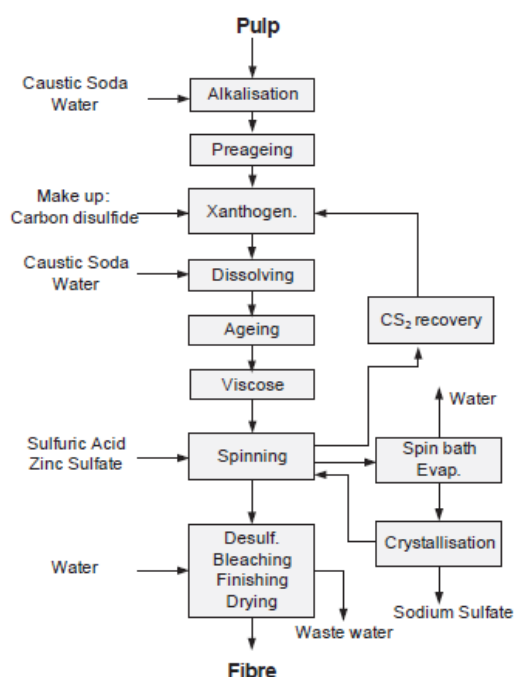 Pulp
Caustic Soda
Water
Alkalisation
Preageing
Make up:
Carbon disulfide
Xanthogen.
Caustic Soda
Water
Dissolving
CS₂ recovery
Ageing
Viscose
Water
Sulfuric Acid
Zinc Sulfate
Spinning
Spin bath
Evap.
Water
Desulf.
Bleaching
Finishing
Drying
Crystallisation
Waste water
Sodium Sulfate
Fibre